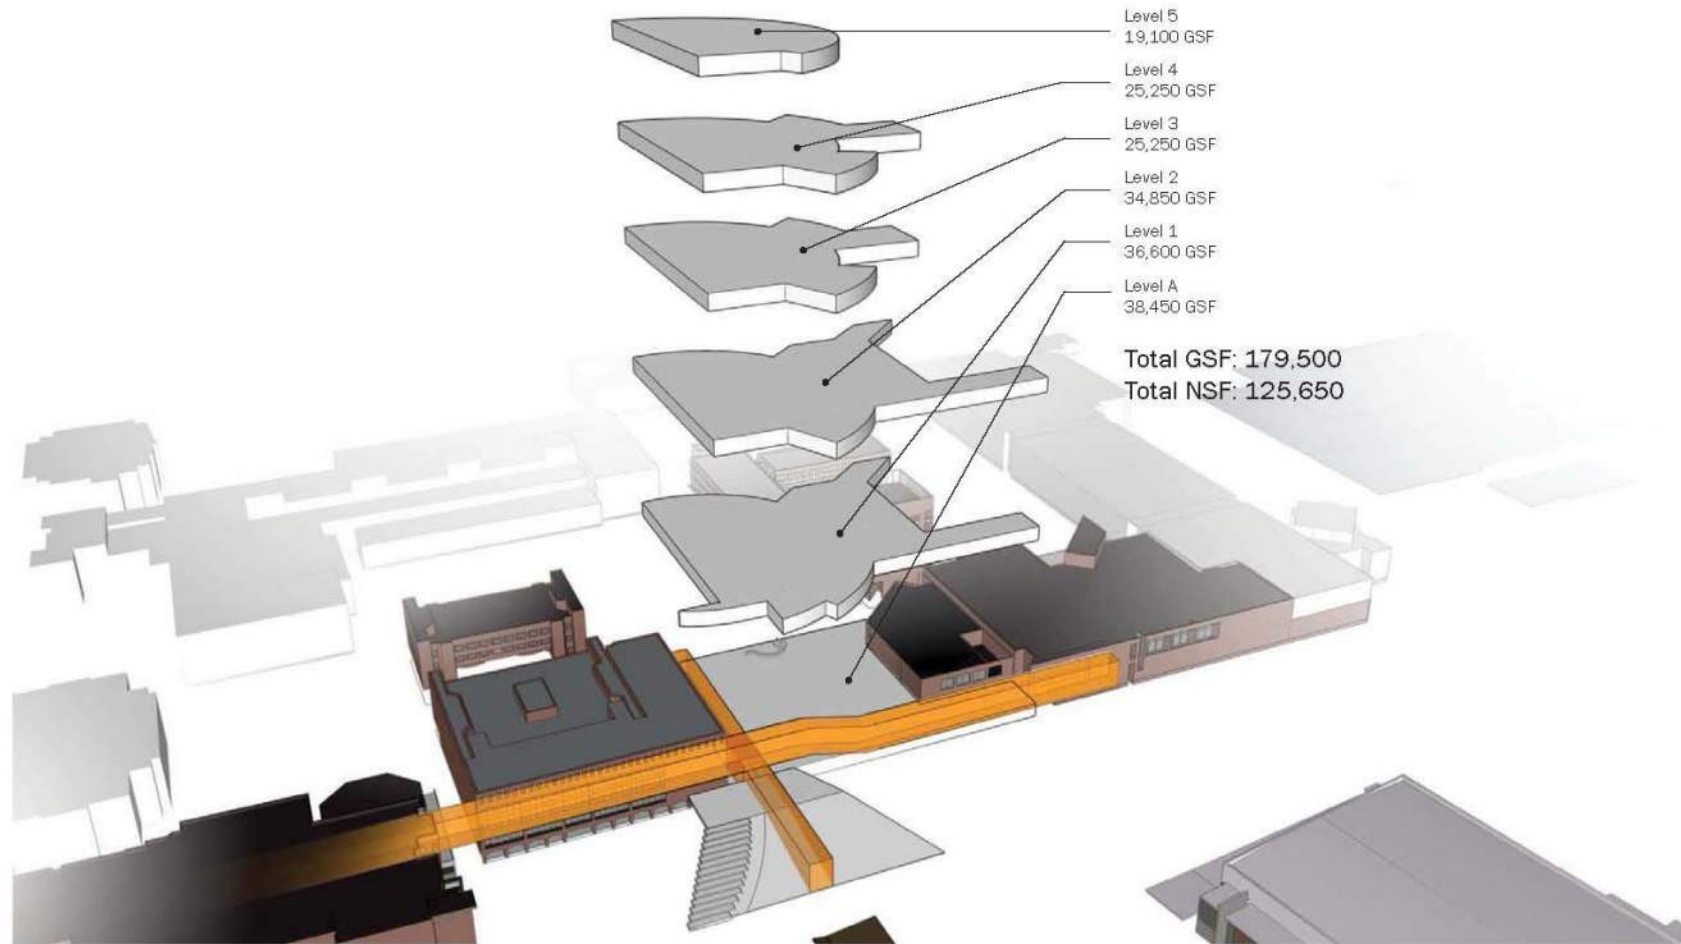 Level 5
19,100 GSF
Level 4
25,250 GSF
Level 3
25,250 GSF
Level 2
34,850 GSF
Level 1
36,600 GSF
Level A
38,450 GSF
Total GSF: 179,500
Total NSF: 125,650